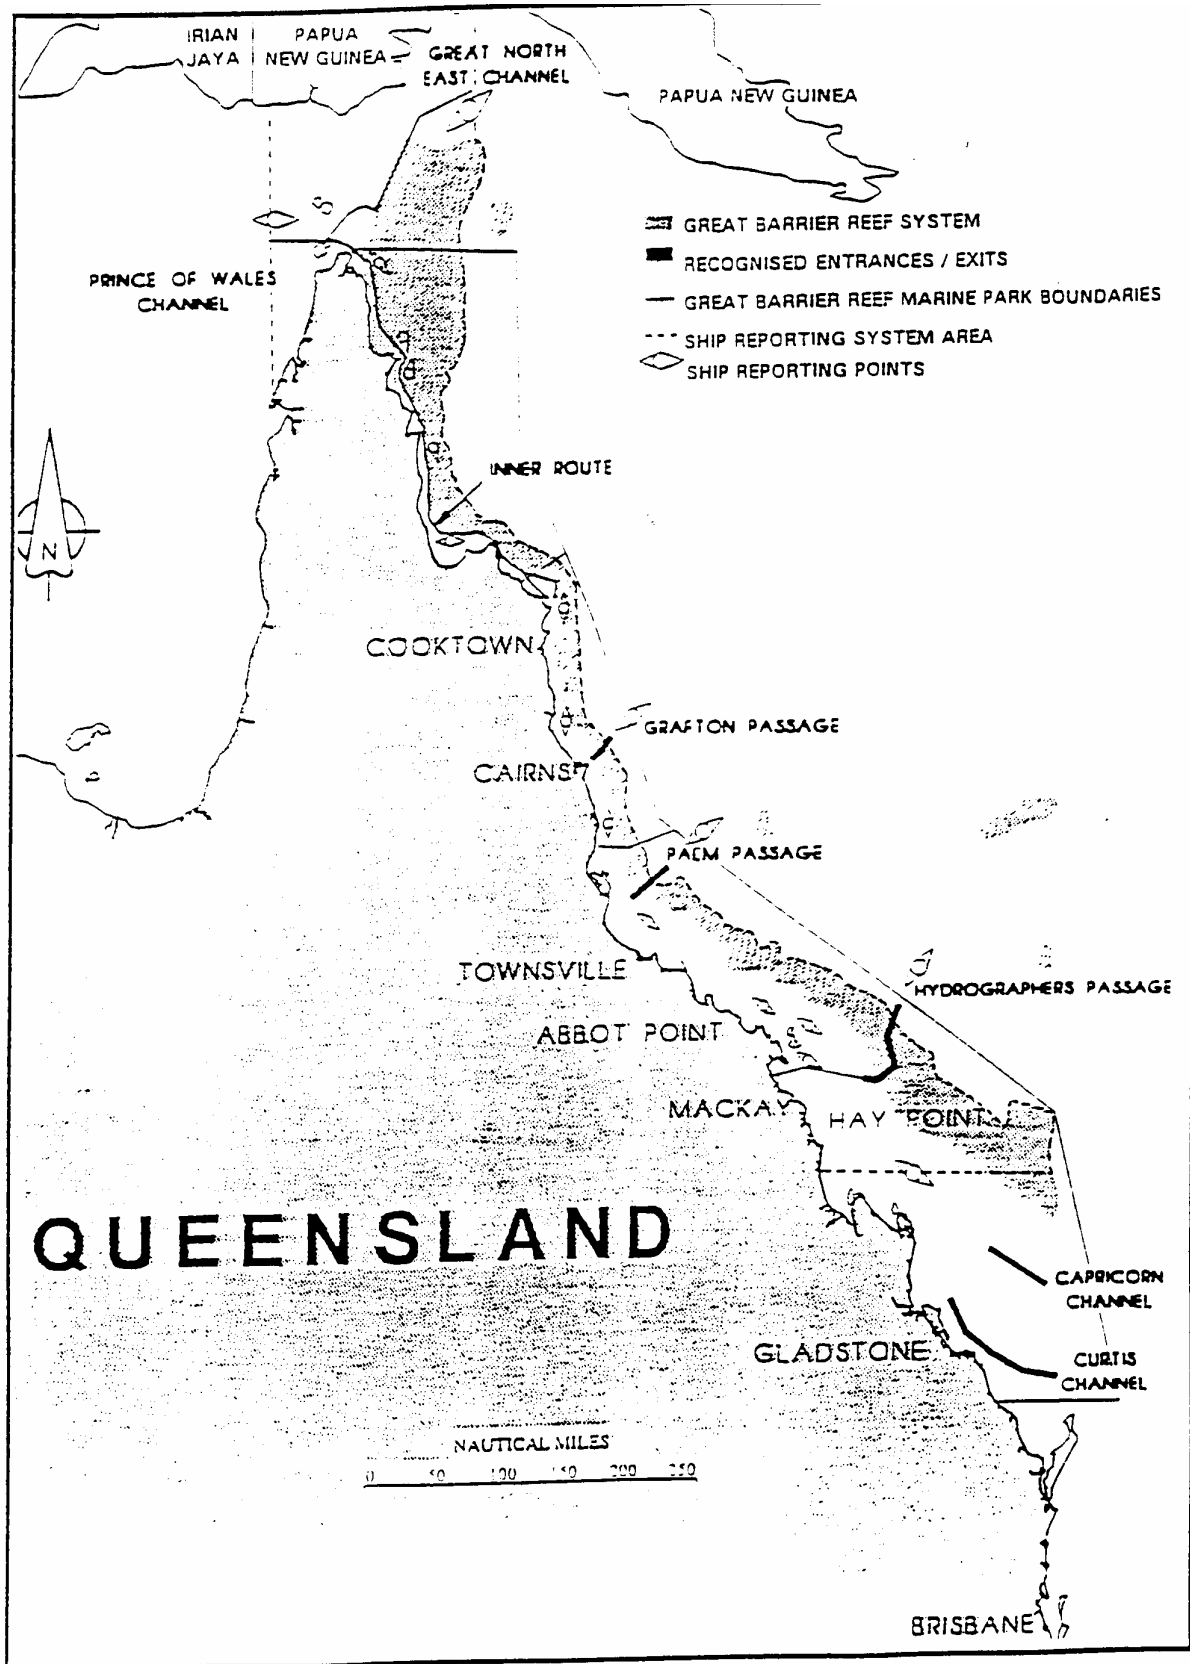 IRIAN
JAYA
PAPUA
NEW GUINEA
GREAT NORTH
EAST CHANNEL
PAPUA NEW GUINEA
GREAT BARRIER REEF SYSTEM
RECOGNISED ENTRANCES / EXITS
GREAT BARRIER REEF MARINE PARK BOUNDARIES
SHIP REPORTING SYSTEM AREA
SHIP REPORTING POINTS
PRINCE OF WALES
CHANNEL
INNER ROUTE
N
COOKTOWN
GRAFTON PASSAGE
CAIRNS
PALM PASSAGE
TOWNSVILLE
HYDROGRAPHERS PASSAGE
ABBOT POINT
MACKAY
HAY POINT
QUEENSLAND
CAPRICORN
CHANNEL
GLADSTONE
CURTIS
CHANNEL
NAUTICAL MILES
0 50 100 150 200 250
BRISBANE